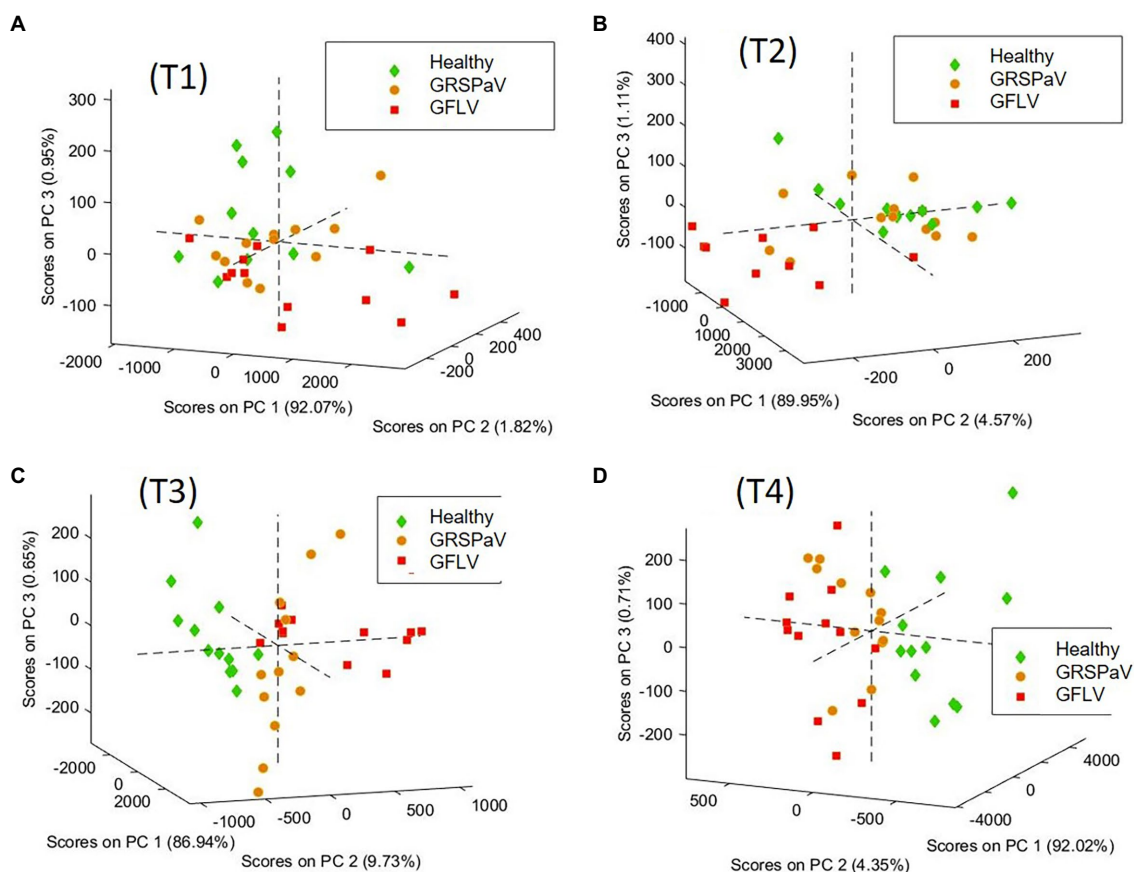 A
(T1)
Healthy
GRSPaV
GFLV
300
200
100
0
-100
Scores on PC 3 (0.95%)
-2000
-1000
0
1000
2000
Scores on PC 1 (92.07%)
-200
0
200
400
Scores on PC 2 (1.82%)
B
(T2)
Healthy
GRSPaV
GFLV
400
300
200
100
0
-100
Scores on PC 3 (1.11%)
-1000
0
1000
2000
3000
Scores on PC 1 (89.95%)
-200
0
200
Scores on PC 2 (4.57%)
C
(T3)
Healthy
GRSPaV
GFLV
200
100
0
-100
-200
Scores on PC 3 (0.65%)
-2000
0
2000
Scores on PC 1 (86.94%)
-1000
-500
0
500
1000
Scores on PC 2 (9.73%)
D
(T4)
Healthy
GRSPaV
GFLV
200
100
0
-100
-200
Scores on PC 3 (0.71%)
500
0
-500
Scores on PC 2 (4.35%)
-4000
0
4000
Scores on PC 1 (92.02%)